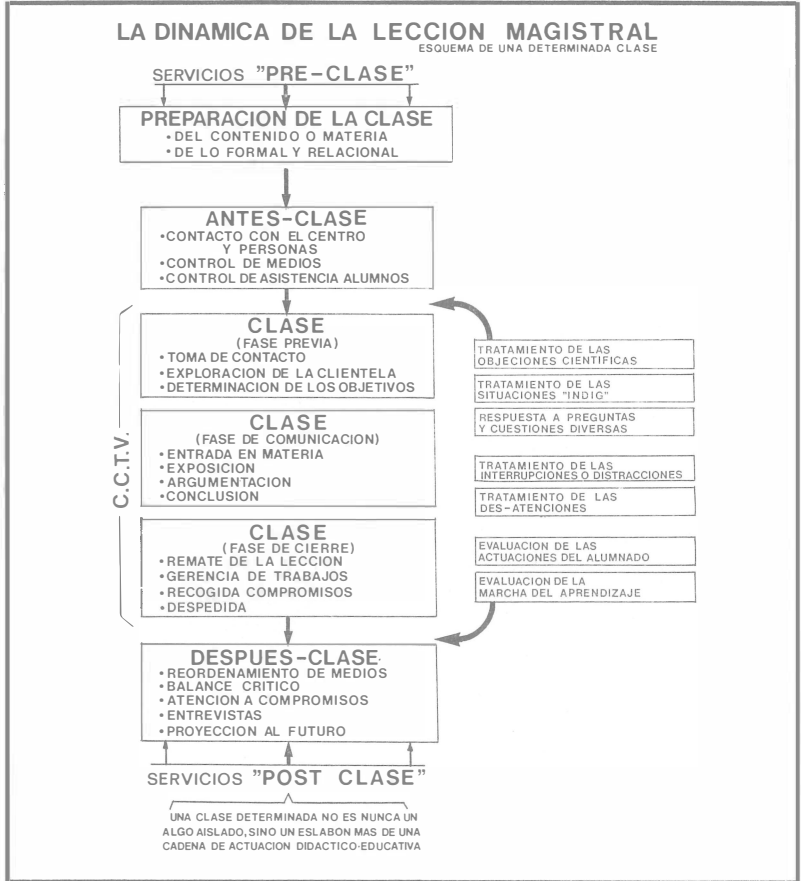 LA DINAMICA DE LA LECCION MAGISTRAL
ESQUEMA DE UNA DETERMINADA CLASE
SERVICIOS "PRE-CLASE"
PREPARACION DE LA CLASE
•DEL CONTENIDO O MATERIA
•DE LO FORMAL Y RELACIONAL
ANTES-CLASE
•CONTACTO CON EL CENTRO
Y PERSONAS
•CONTROL DE MEDIOS
•CONTROL DE ASISTENCIA ALUMNOS
C.C.T.V.
CLASE
(FASE PREVIA)
•TOMA DE CONTACTO
•EXPLORACION DE LA CLIENTELA
•DETERMINACION DE LOS OBJETIVOS
CLASE
(FASE DE COMUNICACION)
•ENTRADA EN MATERIA
•EXPOSICION
•ARGUMENTACION
•CONCLUSION
CLASE
(FASE DE CIERRE)
•REMATE DE LA LECCION
•GERENCIA DE TRABAJOS
•RECOGIDA COMPROMISOS
•DESPEDIDA
TRATAMIENTO DE LAS
OBJECIONES CIENTIFICAS
TRATAMIENTO DE LAS
SITUACIONES "INDIG"
RESPUESTA A PREGUNTAS
Y CUESTIONES DIVERSAS
TRATAMIENTO DE LAS
INTERRUPCIONES O DISTRACCIONES
TRATAMIENTO DE LAS
DES-ATENCIONES
EVALUACION DE LAS
ACTUACIONES DEL ALUMNADO
EVALUACION DE LA
MARCHA DEL APRENDIZAJE
DESPUES-CLASE.
•REORDENAMIENTO DE MEDIOS
•BALANCE CRITICO
•ATENCION A COMPROMISOS
•ENTREVISTAS
•PROYECCION AL FUTURO
SERVICIOS "POST CLASE"
UNA CLASE DETERMINADA NO ES NUNCA UN
ALGO AISLADO, SINO UN ESLABON MAS DE UNA
CADENA DE ACTUACION DIDACTICO-EDUCATIVA